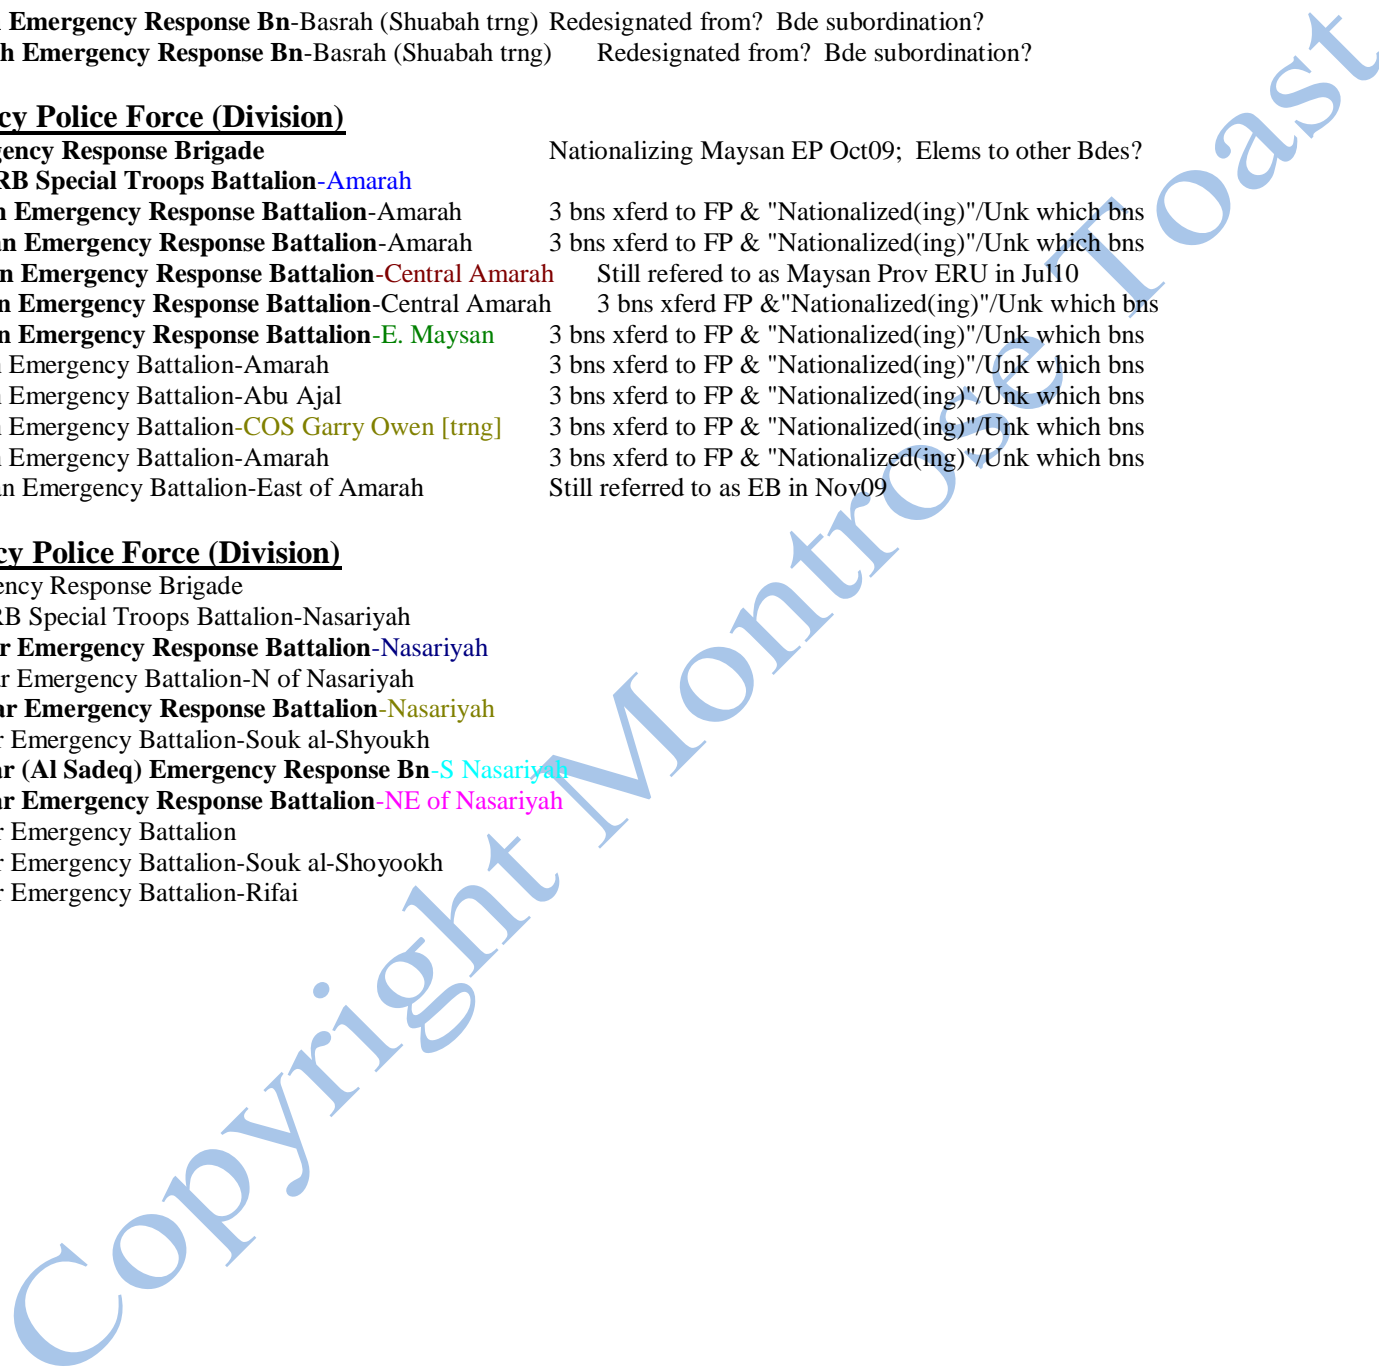 Emergency Response Bn-Basrah (Shuabah trng) Redesignated from? Bde subordination?
h Emergency Response Bn-Basrah (Shuabah trng) Redesignated from? Bde subordination?
cy Police Force (Division)
gency Response Brigade Nationalizing Maysan EP Oct09; Elems to other Bdes?
RB Special Troops Battalion-Amarah
n Emergency Response Battalion-Amarah 3 bns xferd to FP & "Nationalized(ing)"/Unk which bns
an Emergency Response Battalion-Amarah 3 bns xferd to FP & "Nationalized(ing)"/Unk which bns
n Emergency Response Battalion-Central Amarah Still refered to as Maysan Prov ERU in Jul10
n Emergency Response Battalion-Central Amarah 3 bns xferd FP &"Nationalized(ing)"/Unk which bns
n Emergency Response Battalion-E. Maysan 3 bns xferd to FP & "Nationalized(ing)"/Unk which bns
Emergency Battalion-Amarah 3 bns xferd to FP & "Nationalized(ing)"/Unk which bns
Emergency Battalion-Abu Ajal 3 bns xferd to FP & "Nationalized(ing)"/Unk which bns
Emergency Battalion-COS Garry Owen [trng] 3 bns xferd to FP & "Nationalized(ing)"/Unk which bns
Emergency Battalion-Amarah 3 bns xferd to FP & "Nationalized(ing)"/Unk which bns
an Emergency Battalion-East of Amarah Still referred to as EB in Nov09
cy Police Force (Division)
ency Response Brigade
RB Special Troops Battalion-Nasariyah
r Emergency Response Battalion-Nasariyah
ar Emergency Battalion-N of Nasariyah
ar Emergency Response Battalion-Nasariyah
r Emergency Battalion-Souk al-Shyoukh
ar (Al Sadeq) Emergency Response Bn-S Nasariyah
ar Emergency Response Battalion-NE of Nasariyah
r Emergency Battalion
r Emergency Battalion-Souk al-Shoyookh
r Emergency Battalion-Rifai
Copyright Montrose Toast